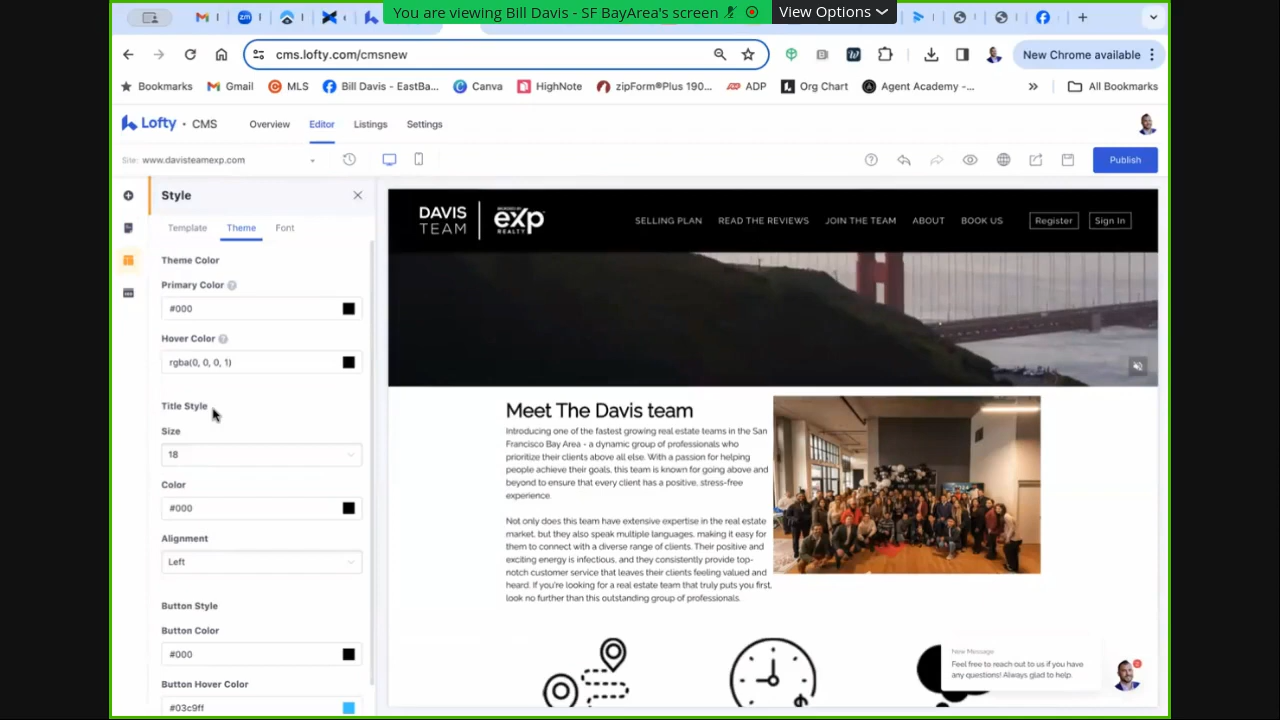 You are viewing Bill Davis - SF BayArea's screen
View Options
cms.lofty.com/cmsnew
New Chrome available
Bookmarks
Gmail
MLS
Bill Davis - EastBa...
Canva
HighNote
zipForm®Plus 190...
ADP
Org Chart
Agent Academy -...
All Bookmarks
Lofty • CMS
Overview
Editor
Listings
Settings
Site: www.davisteamexp.com
Publish
Style
Template
Theme
Font
Theme Color
Primary Color
#000
Hover Color
rgba(0, 0, 0, 1)
Title Style
Size
18
Color
#000
Alignment
Left
Button Style
Button Color
#000
Button Hover Color
#03c9ff
DAVIS
TEAM
exp
REALTY
SELLING PLAN
READ THE REVIEWS
JOIN THE TEAM
ABOUT
BOOK US
Register
Sign In
Meet The Davis team
Introducing one of the fastest growing real estate teams in the San
Francisco Bay Area - a dynamic group of professionals who
prioritize their clients above all else. With a passion for helping
people achieve their goals, this team is known for going above and
beyond to ensure that every client has a positive, stress-free
experience.
Not only does this team have extensive expertise in the real estate
market, but they also speak multiple languages, making it easy for
them to connect with a diverse range of clients. Their positive and
exciting energy is infectious, and they consistently provide top-
notch customer service that leaves their clients feeling valued and
heard. If you're looking for a real estate team that truly puts you first,
look no further than this outstanding group of professionals.
New Message
Feel free to reach out to us if you have
any questions! Always glad to help.